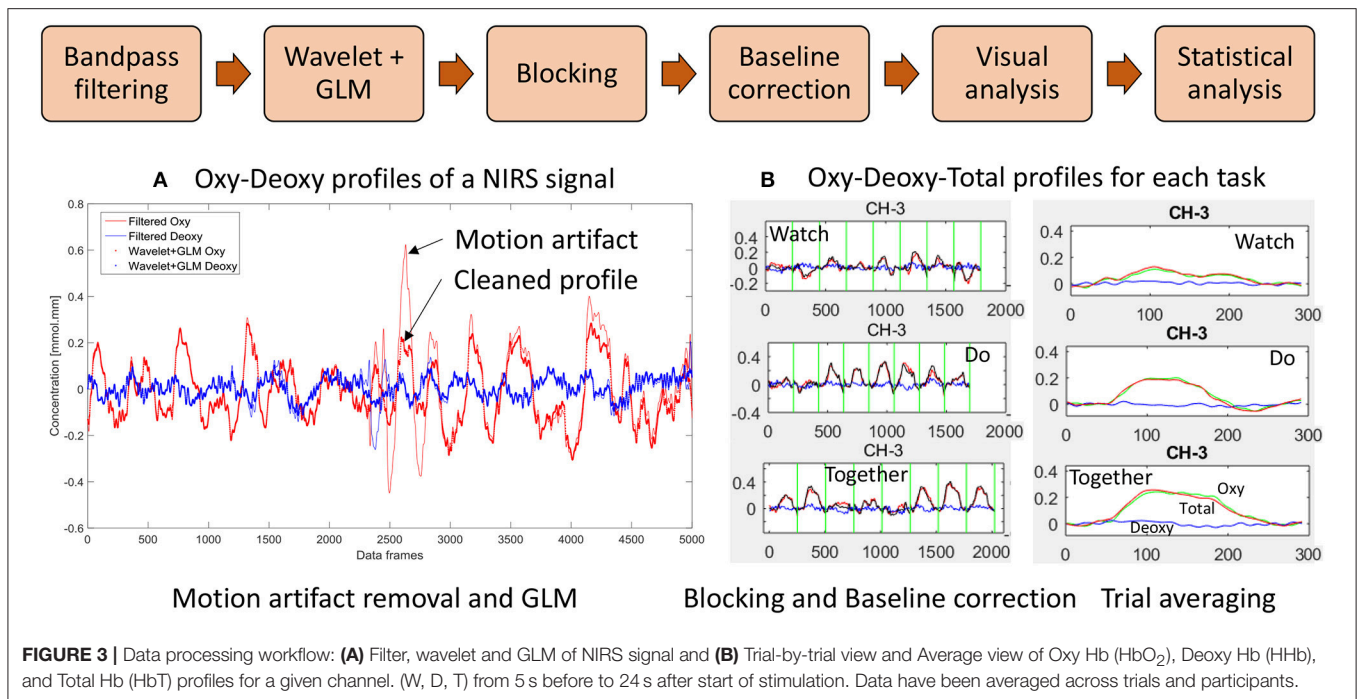 Bandpass
filtering
Wavelet +
GLM
Blocking
Baseline
correction
Visual
analysis
Statistical
analysis
A Oxy-Deoxy profiles of a NIRS signal
0.8
0.6
0.4
0.2
0
-0.2
-0.4
-0.6
Concentration [mmol.mm]
Filtered Oxy
Filtered Deoxy
Wavelet+GLM Oxy
Wavelet+GLM Deoxy
Motion artifact
Cleaned profile
0 500 1000 1500 2000 2500 3000 3500 4000 4500 5000
Data frames
Motion artifact removal and GLM
B Oxy-Deoxy-Total profiles for each task
CH-3
Watch
0.4
0.2
0
-0.2
0 500 1000 1500 2000
CH-3
Do
0.4
0
-0.4
0 500 1000 1500 2000
CH-3
Together
0.4
0
0 500 1000 1500 2000
CH-3
Watch
0.4
0.2
0
0 100 200 300
CH-3
Do
0.4
0.2
0
0 100 200 300
CH-3
Together
0.4
0.2
0
Oxy
Total
Deoxy
0 100 200 300
Blocking and Baseline correction Trial averaging
FIGURE 3 | Data processing workflow: (A) Filter, wavelet and GLM of NIRS signal and (B) Trial-by-trial view and Average view of Oxy Hb (HbO₂), Deoxy Hb (HHb),
and Total Hb (HbT) profiles for a given channel. (W, D, T) from 5 s before to 24 s after start of stimulation. Data have been averaged across trials and participants.